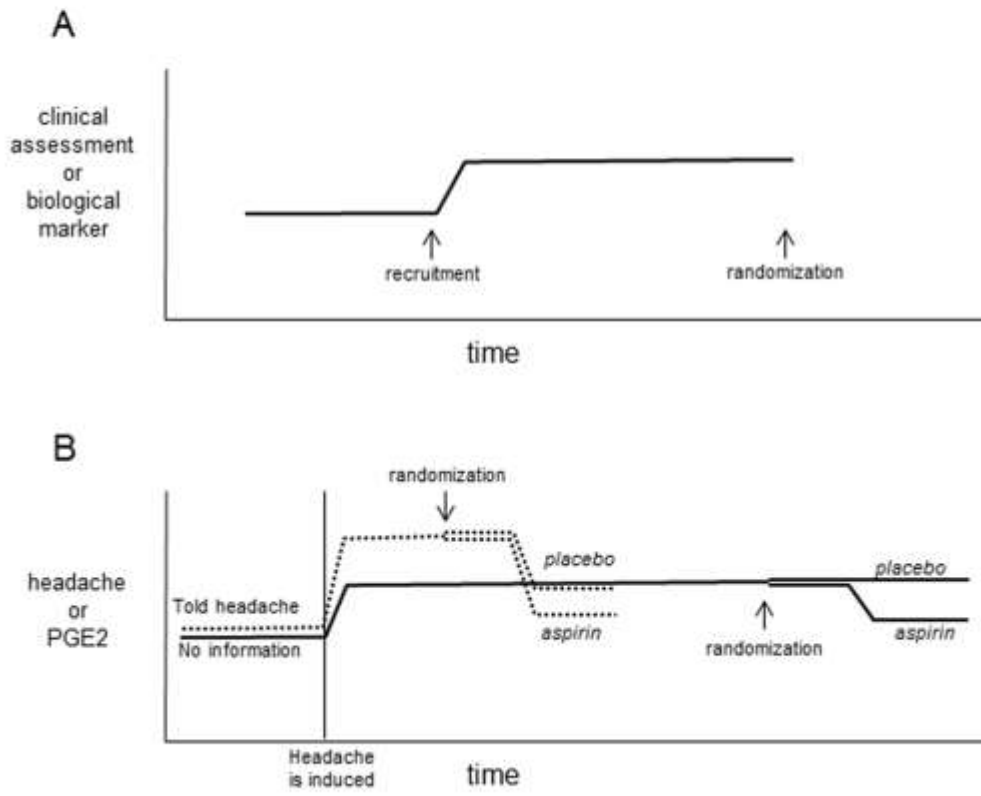 A
clinical
assessment
or
biological
marker
recruitment
randomization
time
B
randomization
headache
or
PGE2
Told headache
No information
placebo
aspirin
placebo
randomization
aspirin
Headache
is induced
time